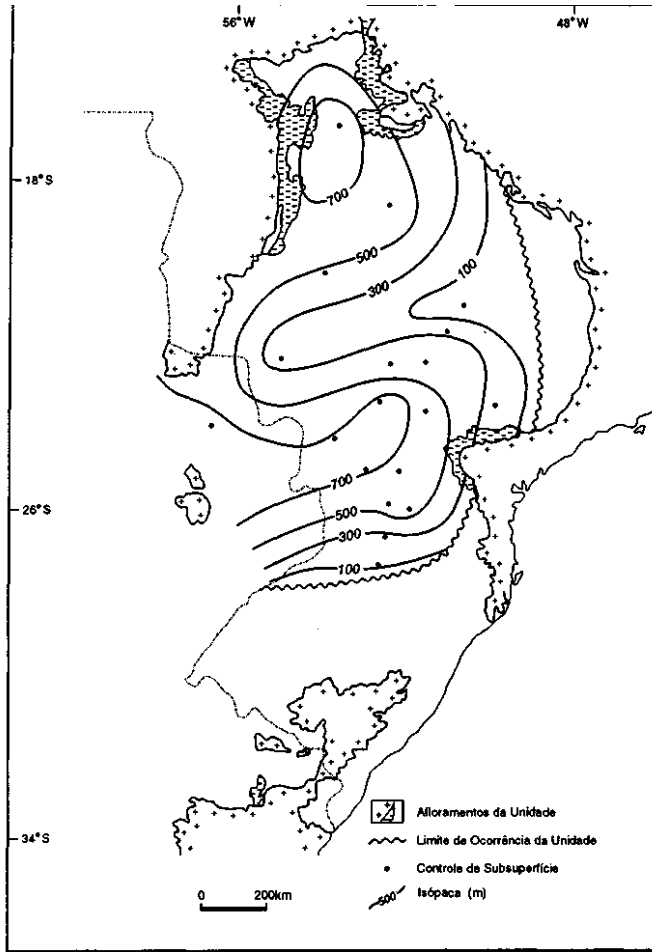 56°W
48°W
18°S
700
500
300
100
700
26°S
500
300
100
Afloramentos da Unidade
Limite de Ocorrência da Unidade
34°S
Controle de Subsuperfície
0 200km
500
Isópaca (m)